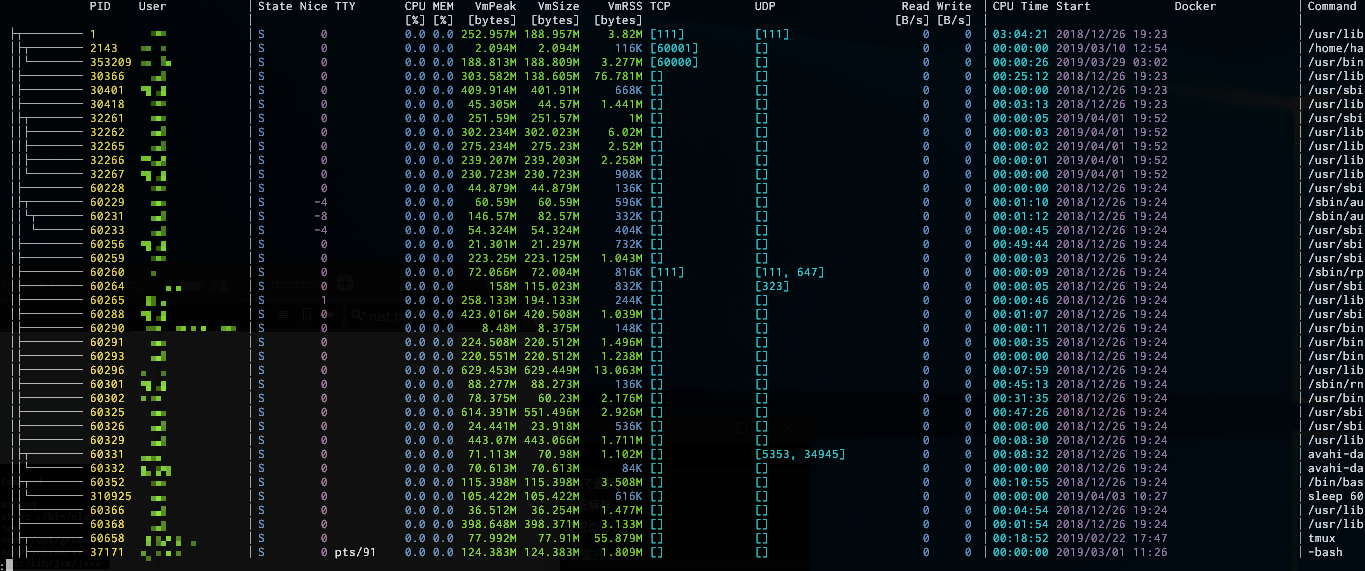 PID User State Nice TTY CPU MEM VmPeak VmSize VmRSS TCP UDP Read Write CPU Time Start Docker Command
[%] [%] [bytes] [bytes] [bytes] [B/s] [B/s]
1 S 0 0.0 0.0 252.957M 188.957M 3.82M [111] [111] 0 0 03:04:21 2018/12/26 19:23 /usr/lib
2143 S 0 0.0 0.0 2.094M 2.094M 116K [60001] [] 0 0 00:00:00 2019/03/10 12:54 /home/ha
353209 S 0 0.0 0.0 188.813M 188.809M 3.277M [60000] [] 0 0 00:00:26 2019/03/29 03:02 /usr/bin
30366 S 0 0.0 0.0 303.582M 138.605M 76.781M [] [] 0 0 00:25:12 2018/12/26 19:23 /usr/lib
30401 S 0 0.0 0.0 409.914M 401.91M 668K [] [] 0 0 00:00:00 2018/12/26 19:23 /usr/sbi
30418 S 0 0.0 0.0 45.305M 44.57M 1.441M [] [] 0 0 00:03:13 2018/12/26 19:23 /usr/lib
32261 S 0 0.0 0.0 251.59M 251.57M 1M [] [] 0 0 00:00:05 2019/04/01 19:52 /usr/sbi
32262 S 0 0.0 0.0 302.234M 302.023M 6.02M [] [] 0 0 00:00:03 2019/04/01 19:52 /usr/lib
32265 S 0 0.0 0.0 275.234M 275.23M 2.52M [] [] 0 0 00:00:02 2019/04/01 19:52 /usr/lib
32266 S 0 0.0 0.0 239.207M 239.203M 2.258M [] [] 0 0 00:00:01 2019/04/01 19:52 /usr/lib
32267 S 0 0.0 0.0 230.723M 230.723M 908K [] [] 0 0 00:00:00 2019/04/01 19:52 /usr/lib
60228 S 0 0.0 0.0 44.879M 44.879M 136K [] [] 0 0 00:00:00 2018/12/26 19:24 /usr/sbi
60229 S -4 0.0 0.0 60.59M 60.59M 596K [] [] 0 0 00:01:10 2018/12/26 19:24 /sbin/au
60231 S -8 0.0 0.0 146.57M 82.57M 332K [] [] 0 0 00:01:12 2018/12/26 19:24 /sbin/au
60233 S -4 0.0 0.0 54.324M 54.324M 404K [] [] 0 0 00:00:45 2018/12/26 19:24 /usr/sbi
60256 S 0 0.0 0.0 21.301M 21.297M 732K [] [] 0 0 00:49:44 2018/12/26 19:24 /usr/sbi
60259 S 0 0.0 0.0 223.25M 223.125M 1.043M [] [] 0 0 00:00:03 2018/12/26 19:24 /usr/sbi
60260 S 0 0.0 0.0 72.066M 72.004M 816K [111] [111, 647] 0 0 00:00:09 2018/12/26 19:24 /sbin/rp
60264 S 0 0.0 0.0 158M 115.023M 832K [] [323] 0 0 00:00:05 2018/12/26 19:24 /usr/sbi
60265 S 1 0.0 0.0 258.133M 194.133M 244K [] [] 0 0 00:00:46 2018/12/26 19:24 /usr/lib
60288 S 0 0.0 0.0 423.016M 420.508M 1.039M [] [] 0 0 00:01:07 2018/12/26 19:24 /usr/sbi
60290 S 0 0.0 0.0 8.48M 8.375M 148K [] [] 0 0 00:00:11 2018/12/26 19:24 /usr/bin
60291 S 0 0.0 0.0 224.508M 220.512M 1.496M [] [] 0 0 00:00:35 2018/12/26 19:24 /usr/bin
60293 S 0 0.0 0.0 220.551M 220.512M 1.238M [] [] 0 0 00:00:00 2018/12/26 19:24 /usr/bin
60296 S 0 0.0 0.0 629.453M 629.449M 13.063M [] [] 0 0 00:07:59 2018/12/26 19:24 /usr/lib
60301 S 0 0.0 0.0 88.277M 88.273M 136K [] [] 0 0 00:45:13 2018/12/26 19:24 /sbin/rn
60302 S 0 0.0 0.0 78.375M 60.23M 2.176M [] [] 0 0 00:31:35 2018/12/26 19:24 /usr/bin
60325 S 0 0.0 0.0 614.391M 551.496M 2.926M [] [] 0 0 00:47:26 2018/12/26 19:24 /usr/sbi
60326 S 0 0.0 0.0 24.441M 23.918M 536K [] [] 0 0 00:00:00 2018/12/26 19:24 /usr/sbi
60329 S 0 0.0 0.0 443.07M 443.066M 1.711M [] [] 0 0 00:08:30 2018/12/26 19:24 /usr/lib
60331 S 0 0.0 0.0 71.113M 70.98M 1.102M [] [5353, 34945] 0 0 00:08:32 2018/12/26 19:24 avahi-da
60332 S 0 0.0 0.0 70.613M 70.613M 84K [] [] 0 0 00:00:00 2018/12/26 19:24 avahi-da
60352 S 0 0.0 0.0 115.398M 115.398M 3.508M [] [] 0 0 00:10:55 2018/12/26 19:24 /bin/bas
310925 S 0 0.0 0.0 105.422M 105.422M 616K [] [] 0 0 00:00:00 2019/04/03 10:27 sleep 60
60366 S 0 0.0 0.0 36.512M 36.254M 1.477M [] [] 0 0 00:04:54 2018/12/26 19:24 /usr/lib
60368 S 0 0.0 0.0 398.648M 398.371M 3.133M [] [] 0 0 00:01:54 2018/12/26 19:24 /usr/lib
60658 S 0 0.0 0.0 77.992M 77.91M 55.879M [] [] 0 0 00:18:52 2019/02/22 17:47 tmux
37171 S 0 pts/91 0.0 0.0 124.383M 124.383M 1.809M [] [] 0 0 00:00:00 2019/03/01 11:26 -bash
: